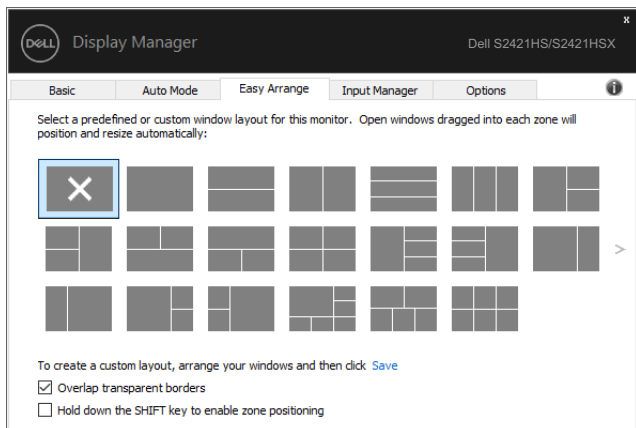 x
DELL Display Manager Dell S2421HS/S2421HSX
Basic Auto Mode Easy Arrange Input Manager Options i
Select a predefined or custom window layout for this monitor. Open windows dragged into each zone will
position and resize automatically:
>
To create a custom layout, arrange your windows and then click Save
Overlap transparent borders
Hold down the SHIFT key to enable zone positioning